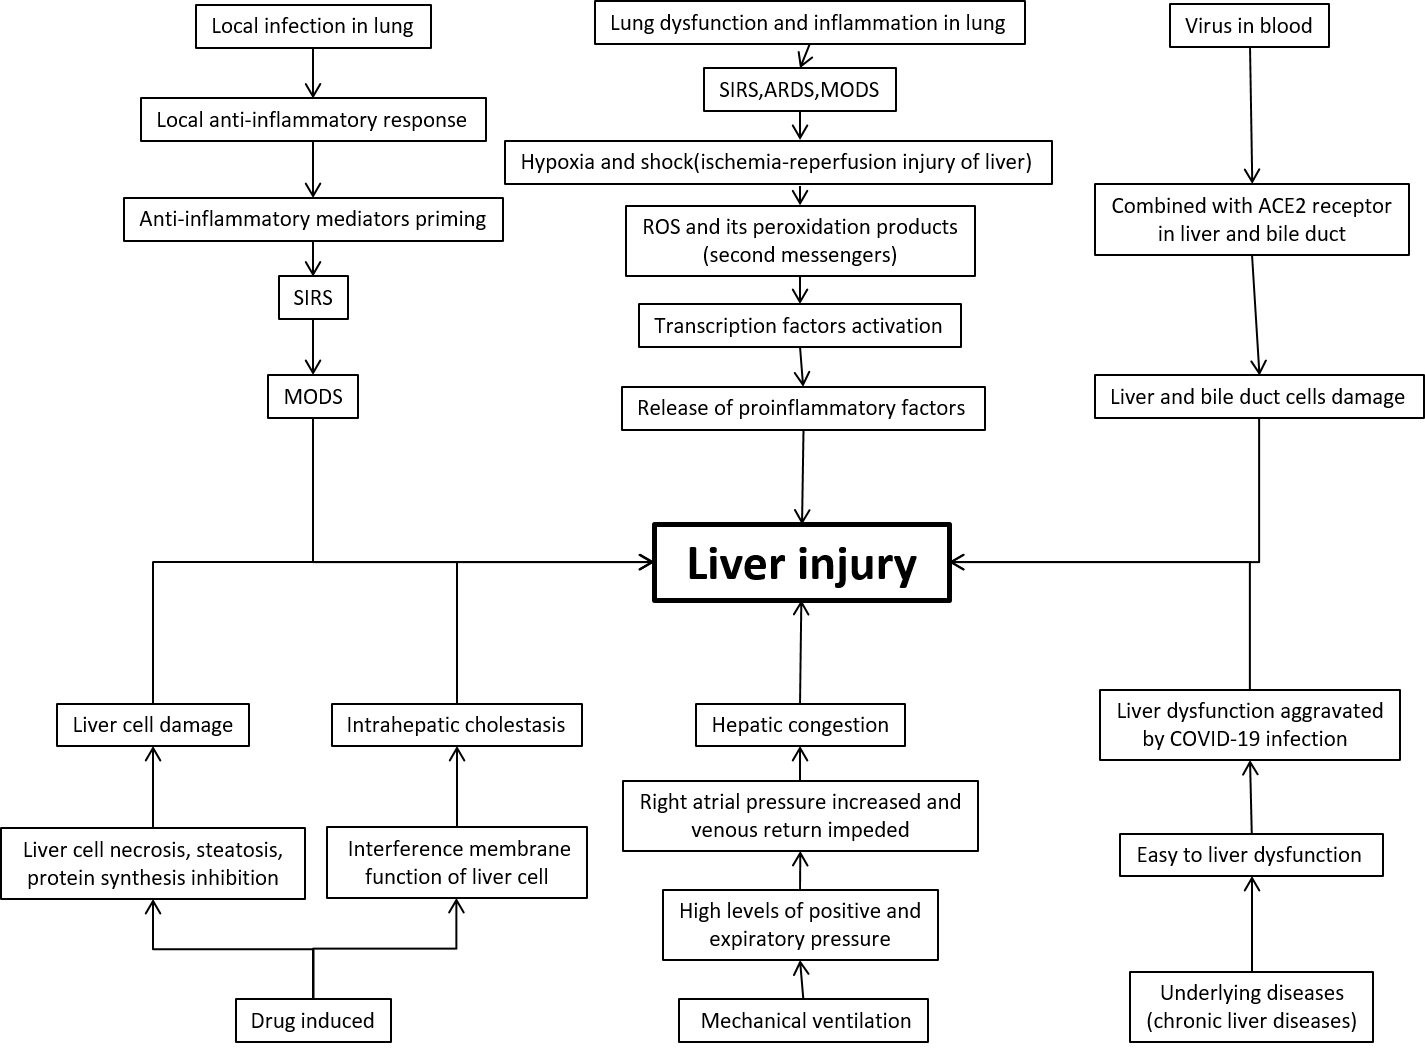 Local infection in lung
Local anti-inflammatory response
Anti-inflammatory mediators priming
SIRS
MODS
Lung dysfunction and inflammation in lung
SIRS,ARDS,MODS
Hypoxia and shock(ischemia-reperfusion injury of liver)
ROS and its peroxidation products
(second messengers)
Transcription factors activation
Release of proinflammatory factors
Virus in blood
Combined with ACE2 receptor
in liver and bile duct
Liver and bile duct cells damage
Liver injury
Liver cell damage
Liver cell necrosis, steatosis,
protein synthesis inhibition
Intrahepatic cholestasis
Interference membrane
function of liver cell
Drug induced
Hepatic congestion
Right atrial pressure increased and
venous return impeded
High levels of positive and
expiratory pressure
Mechanical ventilation
Liver dysfunction aggravated
by COVID-19 infection
Easy to liver dysfunction
Underlying diseases
(chronic liver diseases)